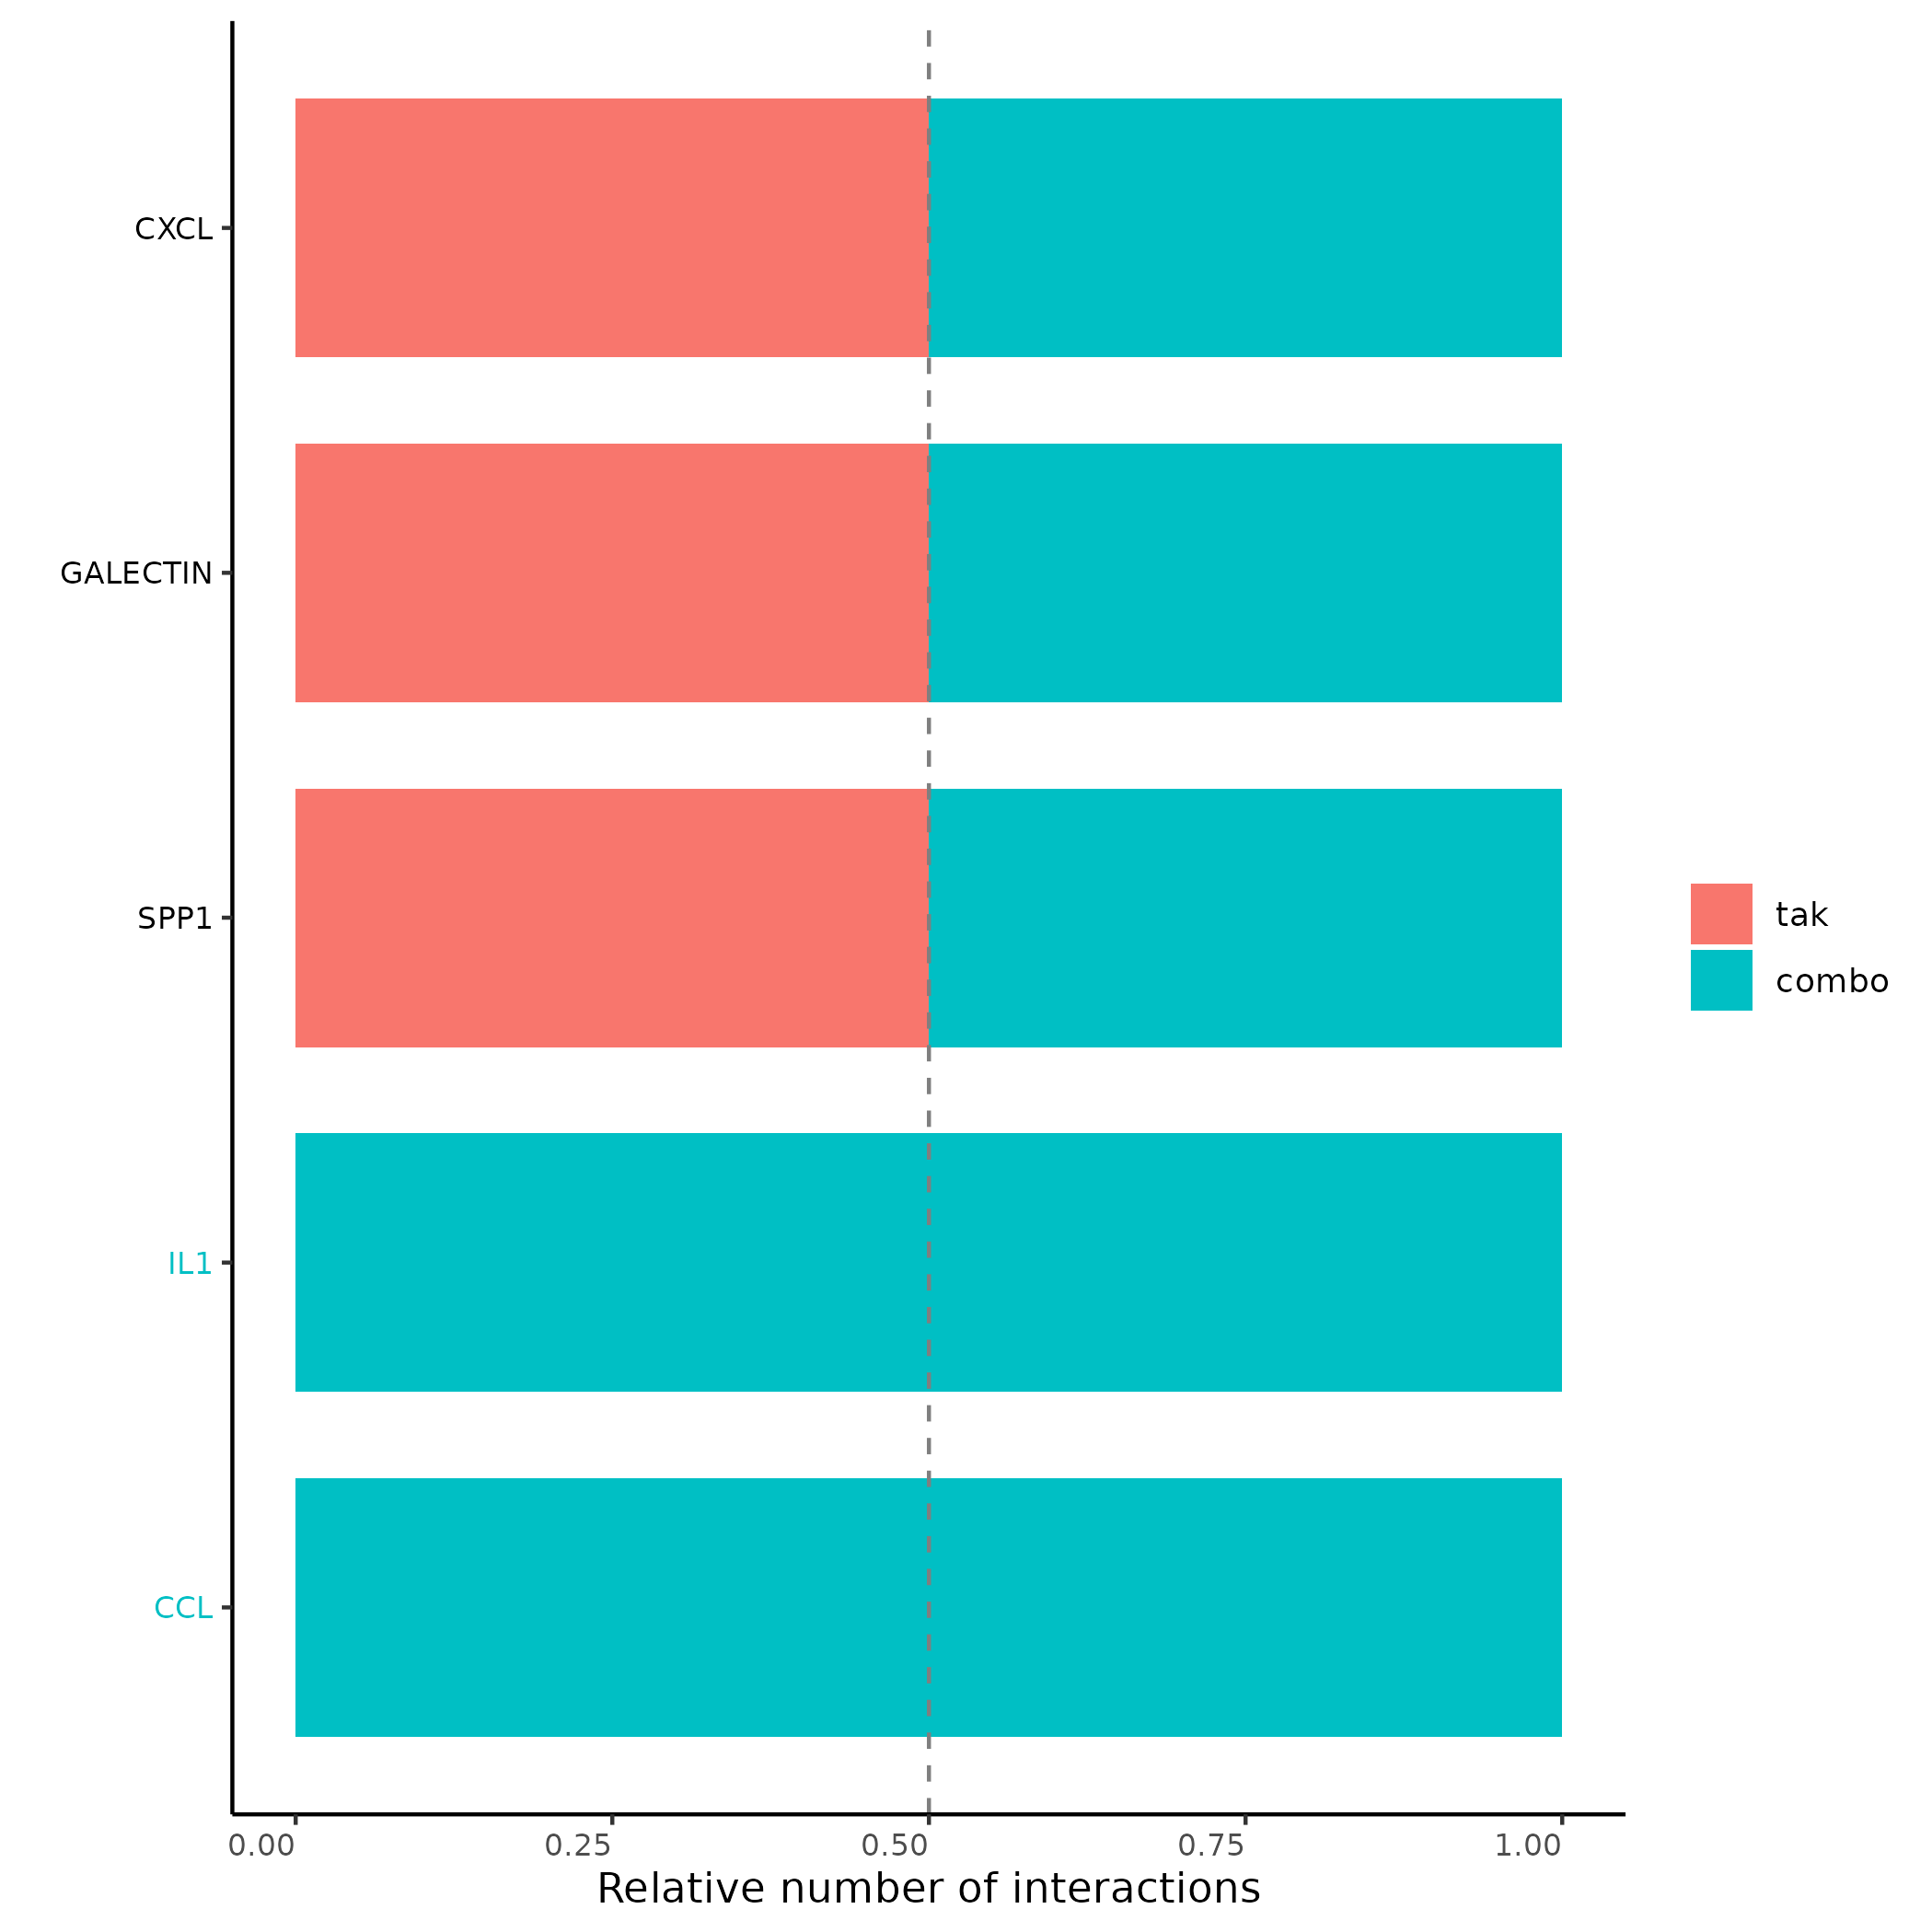 CXCL
GALECTIN
SPP1
IL1
CCL
tak
combo
0.00 0.25 0.50 0.75 1.00
Relative number of interactions